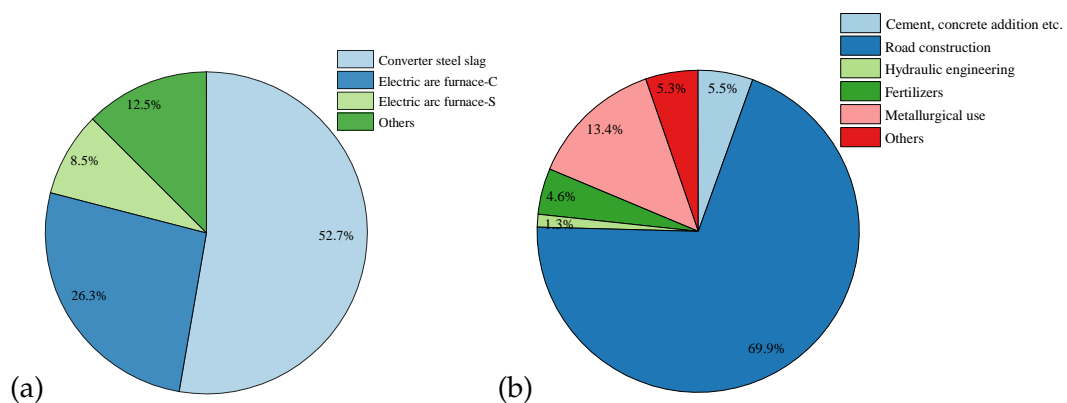 Converter steel slag
Electric are furnace-C
Electric arc furnace-S
Others
12.5%
8.5%
52.7%
26.3%
(a)
Cement, concrete addition etc.
Road construction
Hydraulic engineering
Fertilizers
Metallurgical use
Others
5.3%
5.5%
13.4%
4.6%
1.3%
69.9%
(b)